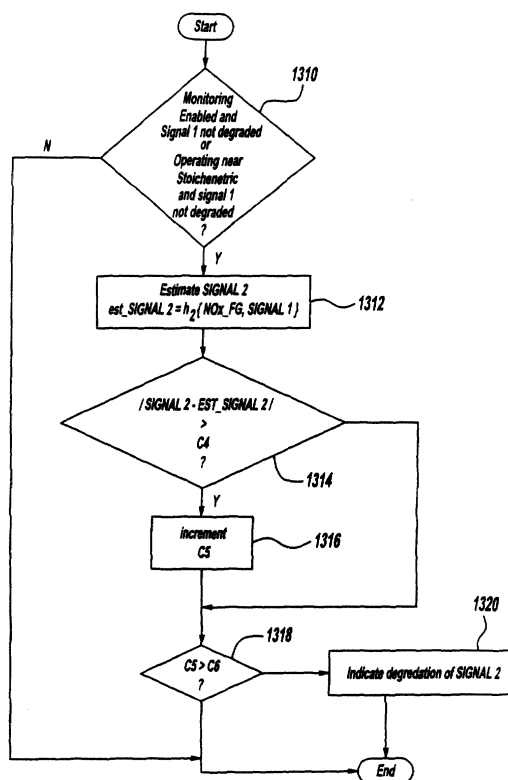 Start
1310
Monitoring
Enabled and
Signal 1 not degraded
or
Operating near
Stoichenetric
and signal 1
not degraded
?
N
Y
Estimate SIGNAL 2
est_SIGNAL 2 = h2{ NOx_FG, SIGNAL 1 }
1312
/ SIGNAL 2 - EST_SIGNAL 2 /
>
C4
?
1314
Y
increment
C5
1316
1318
C5 > C6
?
1320
Indicate degredation of SIGNAL 2
End